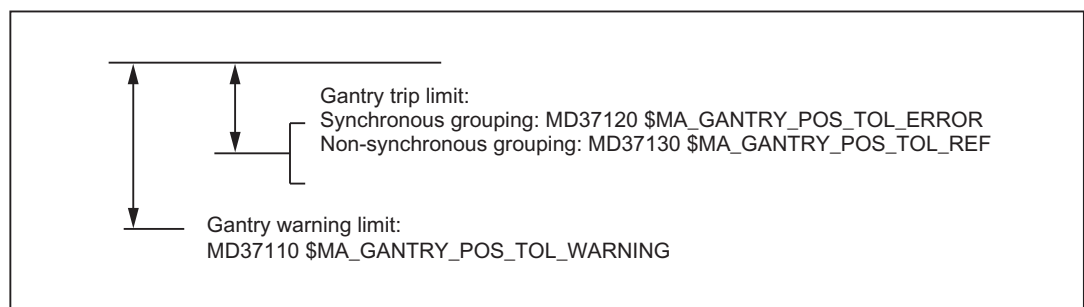 Gantry trip limit:
Synchronous grouping: MD37120 $MA_GANTRY_POS_TOL_ERROR
Non-synchronous grouping: MD37130 $MA_GANTRY_POS_TOL_REF
Gantry warning limit:
MD37110 $MA_GANTRY_POS_TOL_WARNING